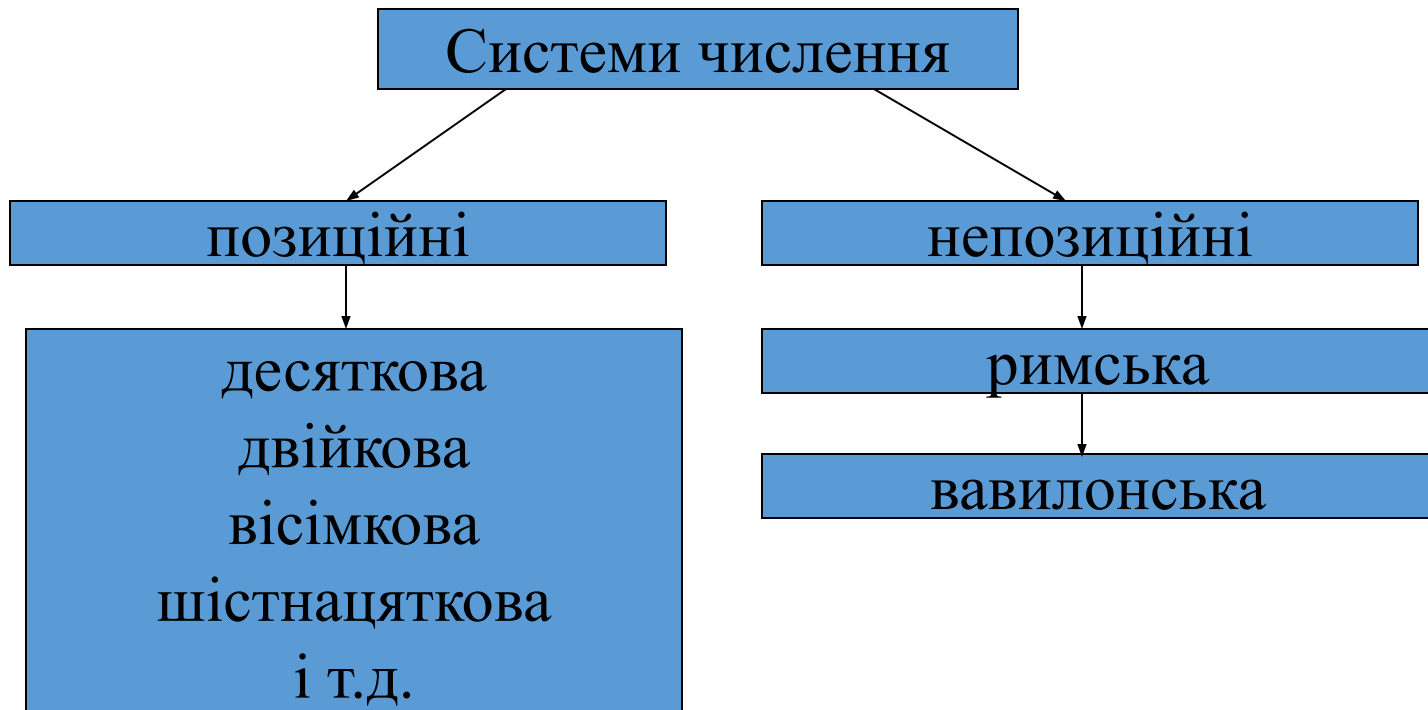 Системи числення
позиційні
непозиційні
десяткова
двійкова
вісімкова
шістнацяткова
і т.д.
римська
вавилонська